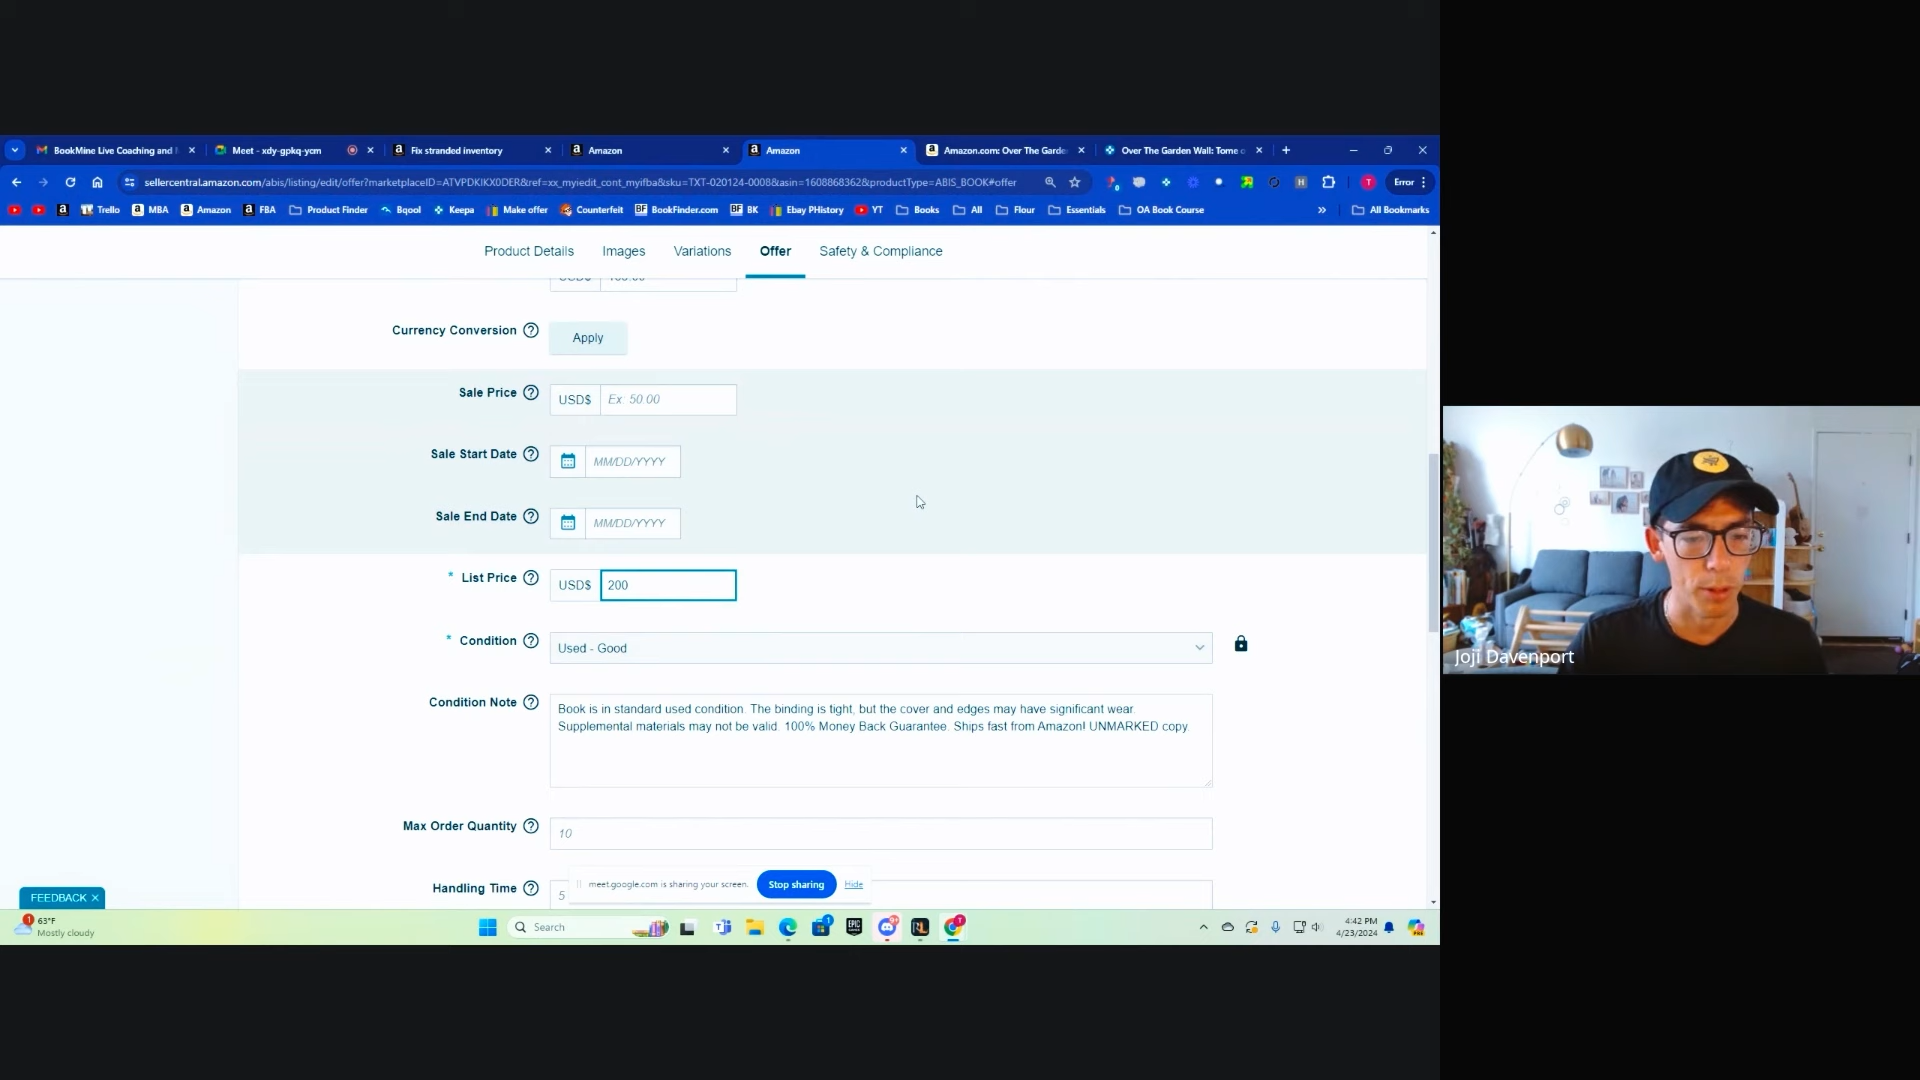 BookMine Live Coaching and
Meet - xdy-gpkq-ycm
Fix stranded inventory
Amazon
Amazon
Amazon.com: Over The Garde
Over The Garden Wall: Tome o
sellercentral.amazon.com/abis/listing/edit/offer?marketplaceID=ATVPDKIKX0DER&ref=xx_myiedit_cont_myifba&sku=TXT-020124-0008&asin=1608868362&productType=ABIS_BOOK#offer
Error
Trello
MBA
Amazon
FBA
Product Finder
Bqool
Keepa
Make offer
Counterfeit
BookFinder.com
BK
Ebay PHistory
YT
Books
All
Flour
Essentials
OA Book Course
All Bookmarks
Product Details
Images
Variations
Offer
Safety & Compliance
Currency Conversion
Apply
Sale Price
USD$
Ex: 50.00
Sale Start Date
MM/DD/YYYY
Sale End Date
MM/DD/YYYY
* List Price
USD$
200
* Condition
Used - Good
Condition Note
Book is in standard used condition. The binding is tight, but the cover and edges may have significant wear.
Supplemental materials may not be valid. 100% Money Back Guarantee. Ships fast from Amazon! UNMARKED copy.
Max Order Quantity
10
Handling Time
5
meet.google.com is sharing your screen.
Stop sharing
Hide
FEEDBACK
63°F
Mostly cloudy
Search
4:42 PM
4/23/2024
Joji Davenport